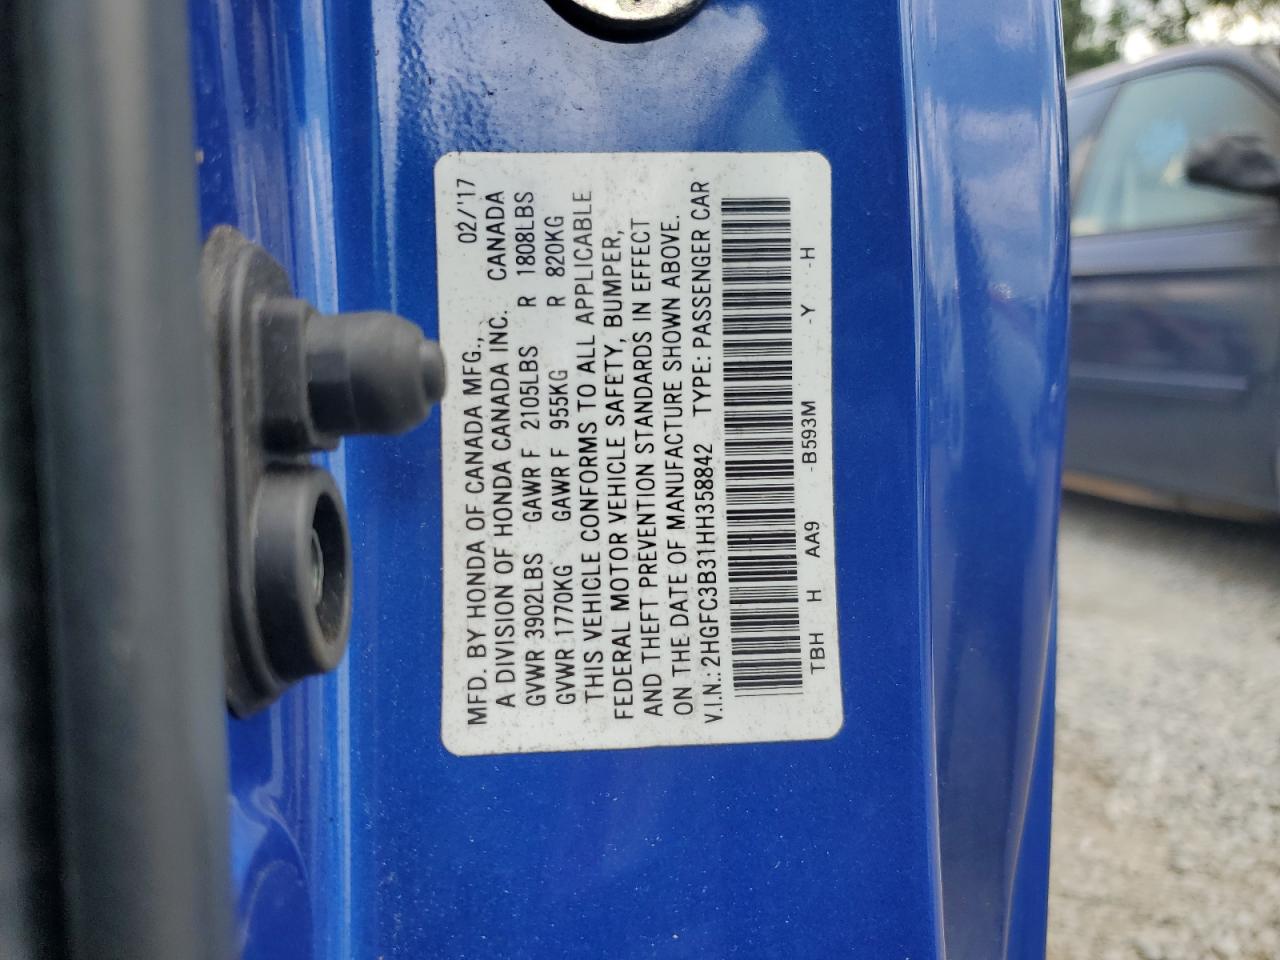 MFD. BY HONDA OF CANADA MFG., 02/'17
A DIVISION OF HONDA CANADA INC. CANADA
GVWR 3902LBS GAWR F 2105LBS R 1808LBS
GVWR 1770KG GAWR F 955KG R 820KG
THIS VEHICLE CONFORMS TO ALL APPLICABLE
FEDERAL MOTOR VEHICLE SAFETY, BUMPER,
AND THEFT PREVENTION STANDARDS IN EFFECT
ON THE DATE OF MANUFACTURE SHOWN ABOVE.
V.I.N.: 2HGFC3B31HH358842 TYPE: PASSENGER CAR
TBH H AA9 -B593M -Y -H